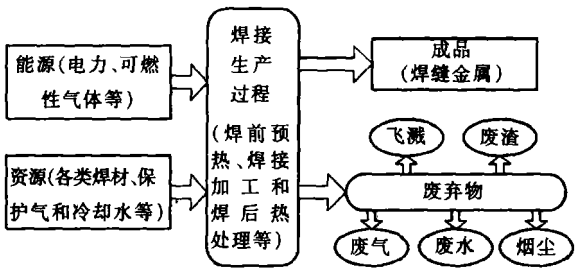 能源(电力、可燃
性气体等)
资源(各类焊材、保
护气和冷却水等)
焊接
生产
过程
(焊前预
热、焊接
加工和
焊后热
处理等)
成品
(焊缝金属)
飞溅
废渣
废弃物
废气
废水
烟尘